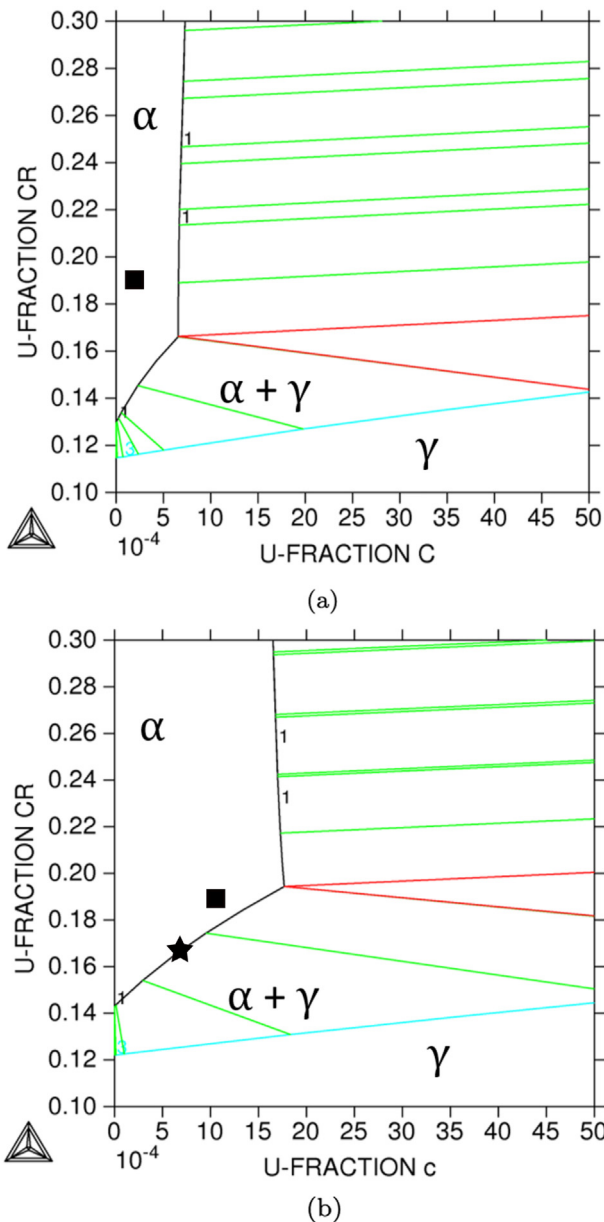 0.30
0.28
0.26
0.24
0.22
0.20
0.18
0.16
0.14
0.12
0.10
U-FRACTION CR
α
1
1
α + γ
1
3
γ
0 5 10 15 20 25 30 35 40 45 50
10-4
U-FRACTION C
(a)
0.30
0.28
0.26
0.24
0.22
0.20
0.18
0.16
0.14
0.12
0.10
U-FRACTION CR
α
1
1
1
α + γ
3
γ
0 5 10 15 20 25 30 35 40 45 50
10-4
U-FRACTION c
(b)